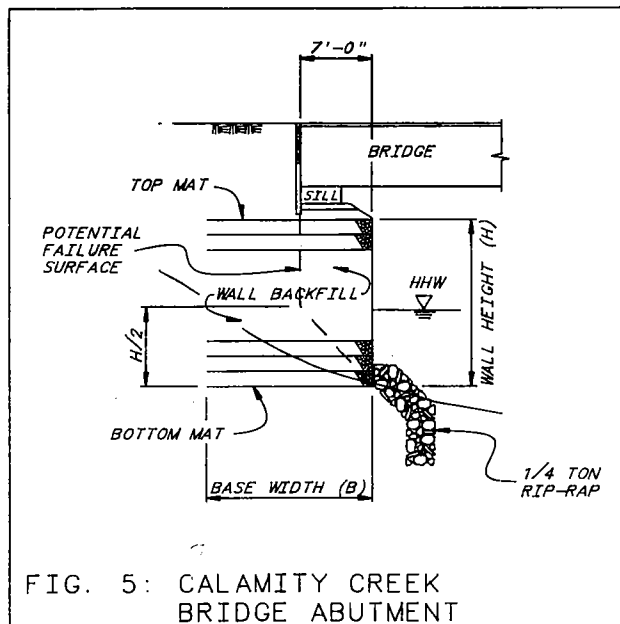 7'-0"
BRIDGE
SILL
TOP MAT
POTENTIAL
FAILURE
SURFACE
WALL BACKFILL
HHW
WALL HEIGHT (H)
H/2
BOTTOM MAT
BASE WIDTH (B)
1/4 TON
RIP-RAP
FIG. 5: CALAMITY CREEK
BRIDGE ABUTMENT